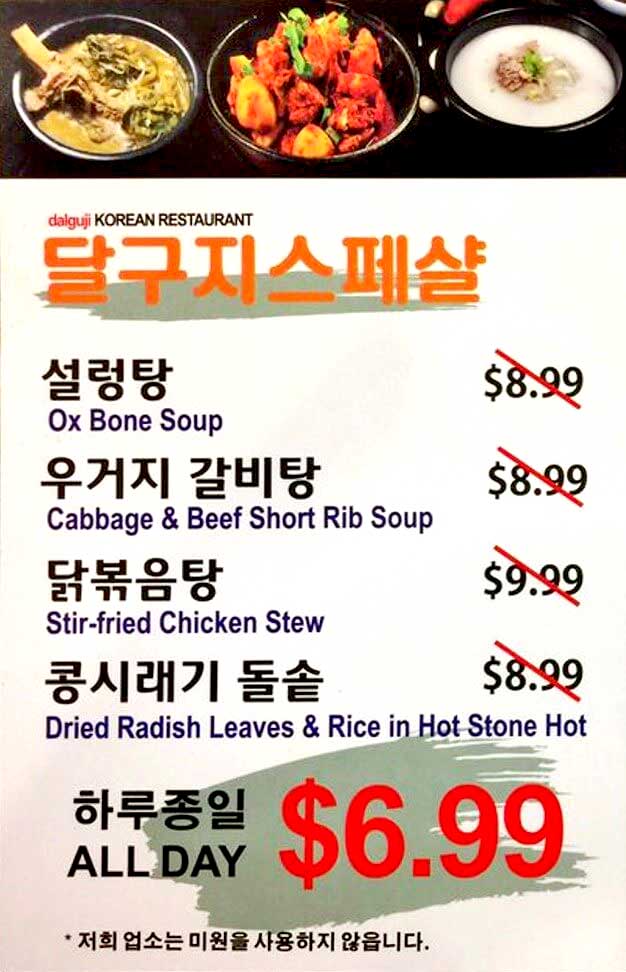 dalguji KOREAN RESTAURANT
달구지스페샬
설렁탕 $8.99
Ox Bone Soup
우거지 갈비탕 $8.99
Cabbage & Beef Short Rib Soup
닭볶음탕 $9.99
Stir-fried Chicken Stew
콩시래기 돌솥 $8.99
Dried Radish Leaves & Rice in Hot Stone Hot
하루종일
ALL DAY $6.99
* 저희 업소는 미원을 사용하지 않읍니다.